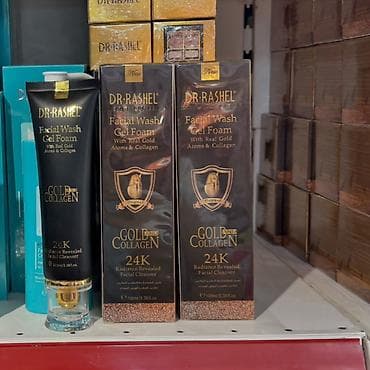 DR·RASHEL
DR·RASHEL
Facial Wash
Gel Foam
With Real Gold
Atoms & Collagen
GOLD
COLLAGEN
24K
Radiance Revealed
Facial Cleanser
New
DR·RASHEL
Facial Wash
Gel Foam
With Real Gold
Atoms & Collagen
GOLD
COLLAGEN
24K
Radiance Revealed
Facial Cleanser
New
DR·RASHEL
Facial Wash
Gel Foam
With Real Gold
Atoms & Collagen
GOLD
COLLAGEN
24K
Radiance Revealed
Facial Cleanser